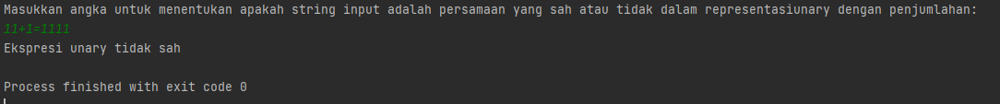 Masukkan angka untuk menentukan apakah string input adalah persamaan yang sah atau tidak dalam representasiunary dengan penjumlahan:
11+1=1111
Ekspresi unary tidak sah
Process finished with exit code 0